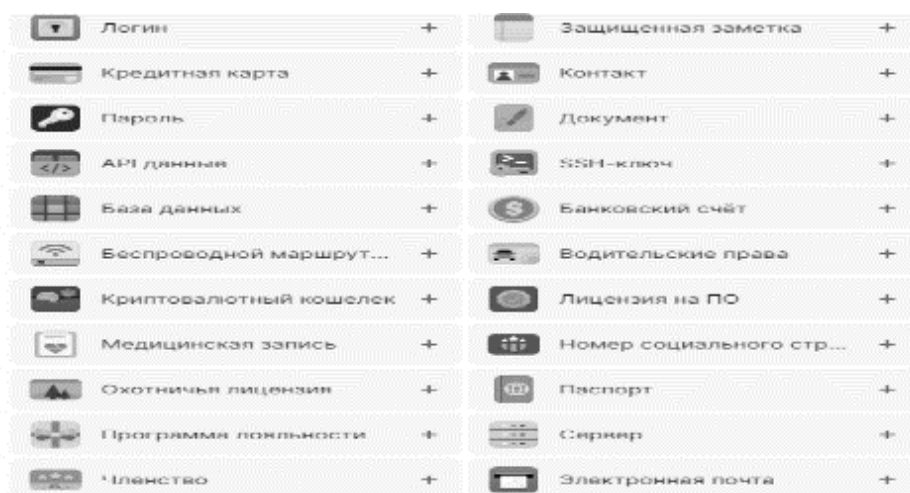 Логин +
Защищенная заметка +
Кредитная карта +
Контакт +
Пароль +
Документ +
</> API данные +
SSH-ключ +
База данных +
$ Банковский счёт +
Беспроводной маршрут... +
Водительские права +
Криптовалютный кошелек +
Лицензия на ПО +
Медицинская запись +
Номер социального стр... +
Охотничья лицензия +
Паспорт +
Программа лояльности +
Сервер +
Членство +
Электронная почта +